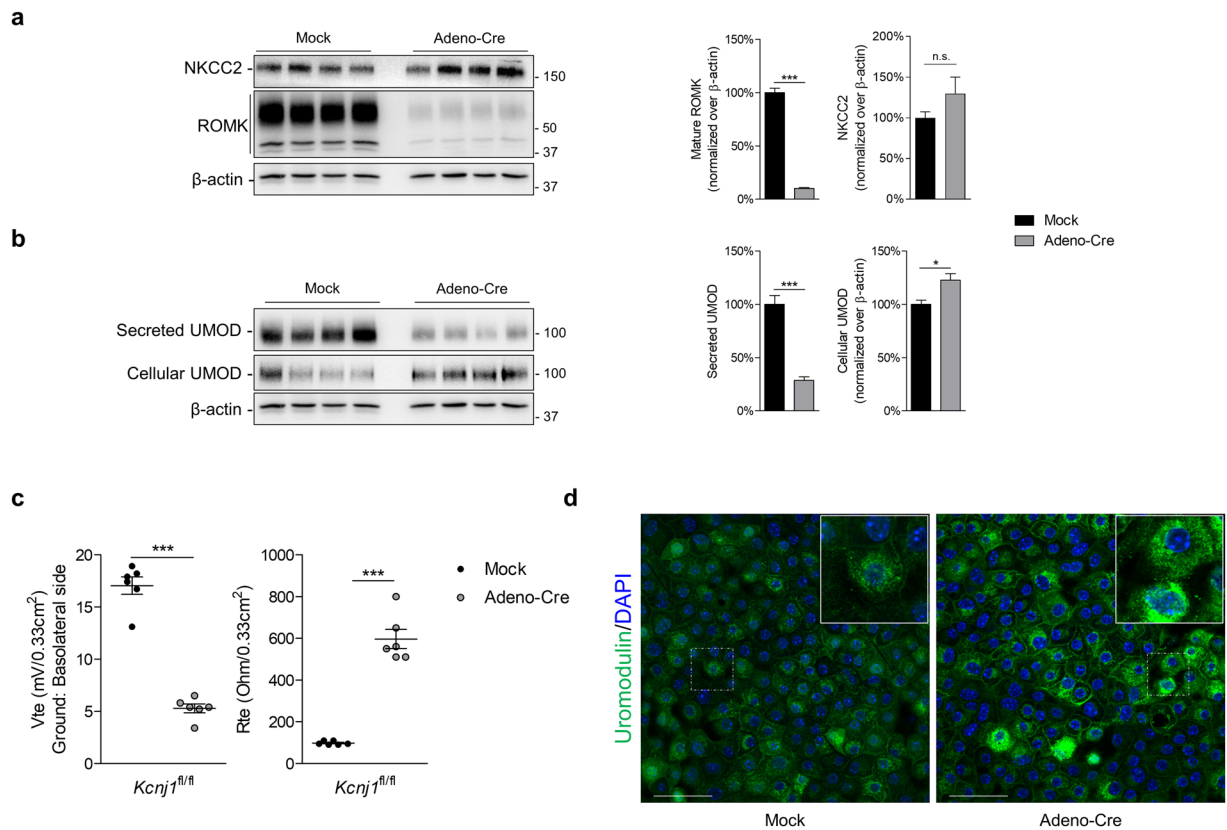 a
Mock
Adeno-Cre
NKCC2
- 150
ROMK
- 50
- 37
β-actin
- 37
Mature ROMK
(normalized over β-actin)
150%
100%
50%
0%
***
NKCC2
(normalized over β-actin)
200%
150%
100%
50%
0%
n.s.
Mock
Adeno-Cre
b
Mock
Adeno-Cre
Secreted UMOD
- 100
Cellular UMOD
- 100
β-actin
- 37
Secreted UMOD
150%
100%
50%
0%
***
Cellular UMOD
(normalized over β-actin)
150%
100%
50%
0%
*
c
Vte (mV/0.33cm²)
Ground: Basolateral side
20
15
10
5
0
***
Kcnj1fl/fl
Rte (Ohm/0.33cm²)
1000
800
600
400
200
0
***
Kcnj1fl/fl
Mock
Adeno-Cre
d
Uromodulin/DAPI
Mock
Adeno-Cre